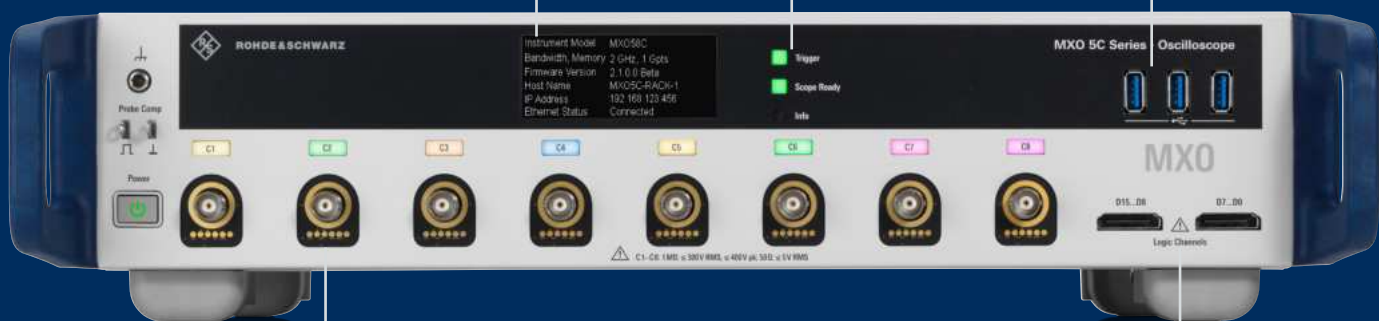 ROHDE&SCHWARZ
Instrument Model MXO58C
Bandwidth, Memory 2 GHz, 1 Gpts
Firmware Version 2.1.0.0 Beta
Host Name MXO5C-RACK-1
IP Address 192.168.123.456
Ethernet Status Connected
Trigger
Scope Ready
Info
MXO 5C Series Oscilloscope
Probe Comp
Power
C1 C2 C3 C4 C5 C6 C7 C8
MXO
D15...D8 D7...D0
Logic Channels
C1–C8: 1 MΩ: ≤ 300V RMS, ≤ 400V pk; 50Ω: ≤ 5V RMS